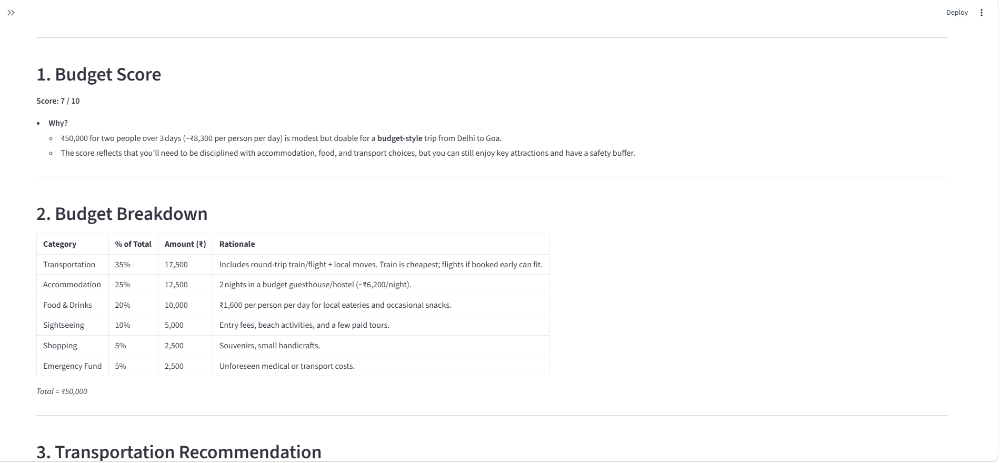 Deploy
1. Budget Score
Score: 7 / 10
Why?
₹50,000 for two people over 3 days (~₹8,300 per person per day) is modest but doable for a budget-style trip from Delhi to Goa.
The score reflects that you’ll need to be disciplined with accommodation, food, and transport choices, but you can still enjoy key attractions and have a safety buffer.
2. Budget Breakdown
Category % of Total Amount (₹) Rationale
Transportation 35% 17,500 Includes round-trip train/flight + local moves. Train is cheapest; flights if booked early can fit.
Accommodation 25% 12,500 2 nights in a budget guesthouse/hostel (~₹6,200/night).
Food & Drinks 20% 10,000 ₹1,600 per person per day for local eateries and occasional snacks.
Sightseeing 10% 5,000 Entry fees, beach activities, and a few paid tours.
Shopping 5% 2,500 Souvenirs, small handicrafts.
Emergency Fund 5% 2,500 Unforeseen medical or transport costs.
Total = ₹50,000
3. Transportation Recommendation